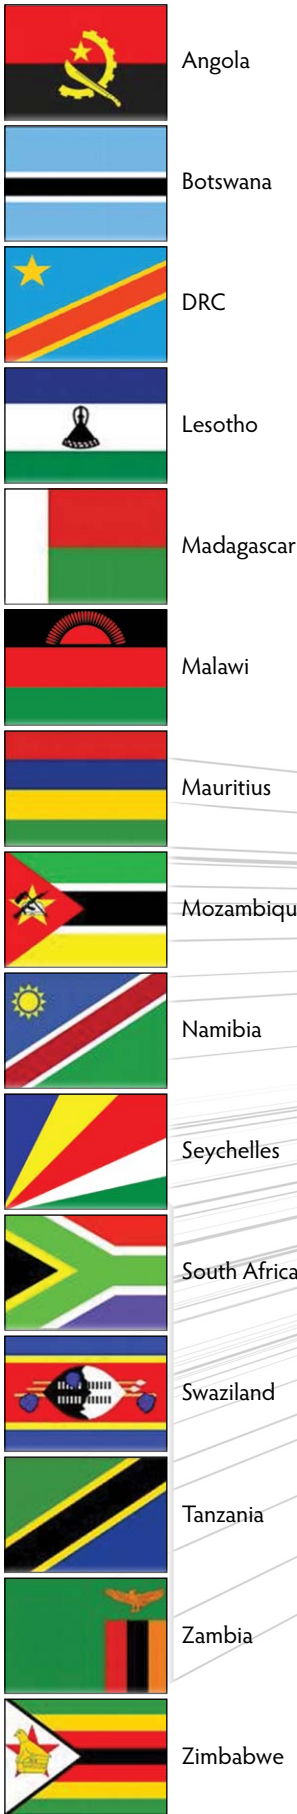 Angola
Botswana
DRC
Lesotho
Madagascar
Malawi
Mauritius
Mozambiqu
Namibia
Seychelles
South Africa
Swaziland
Tanzania
Zambia
Zimbabwe